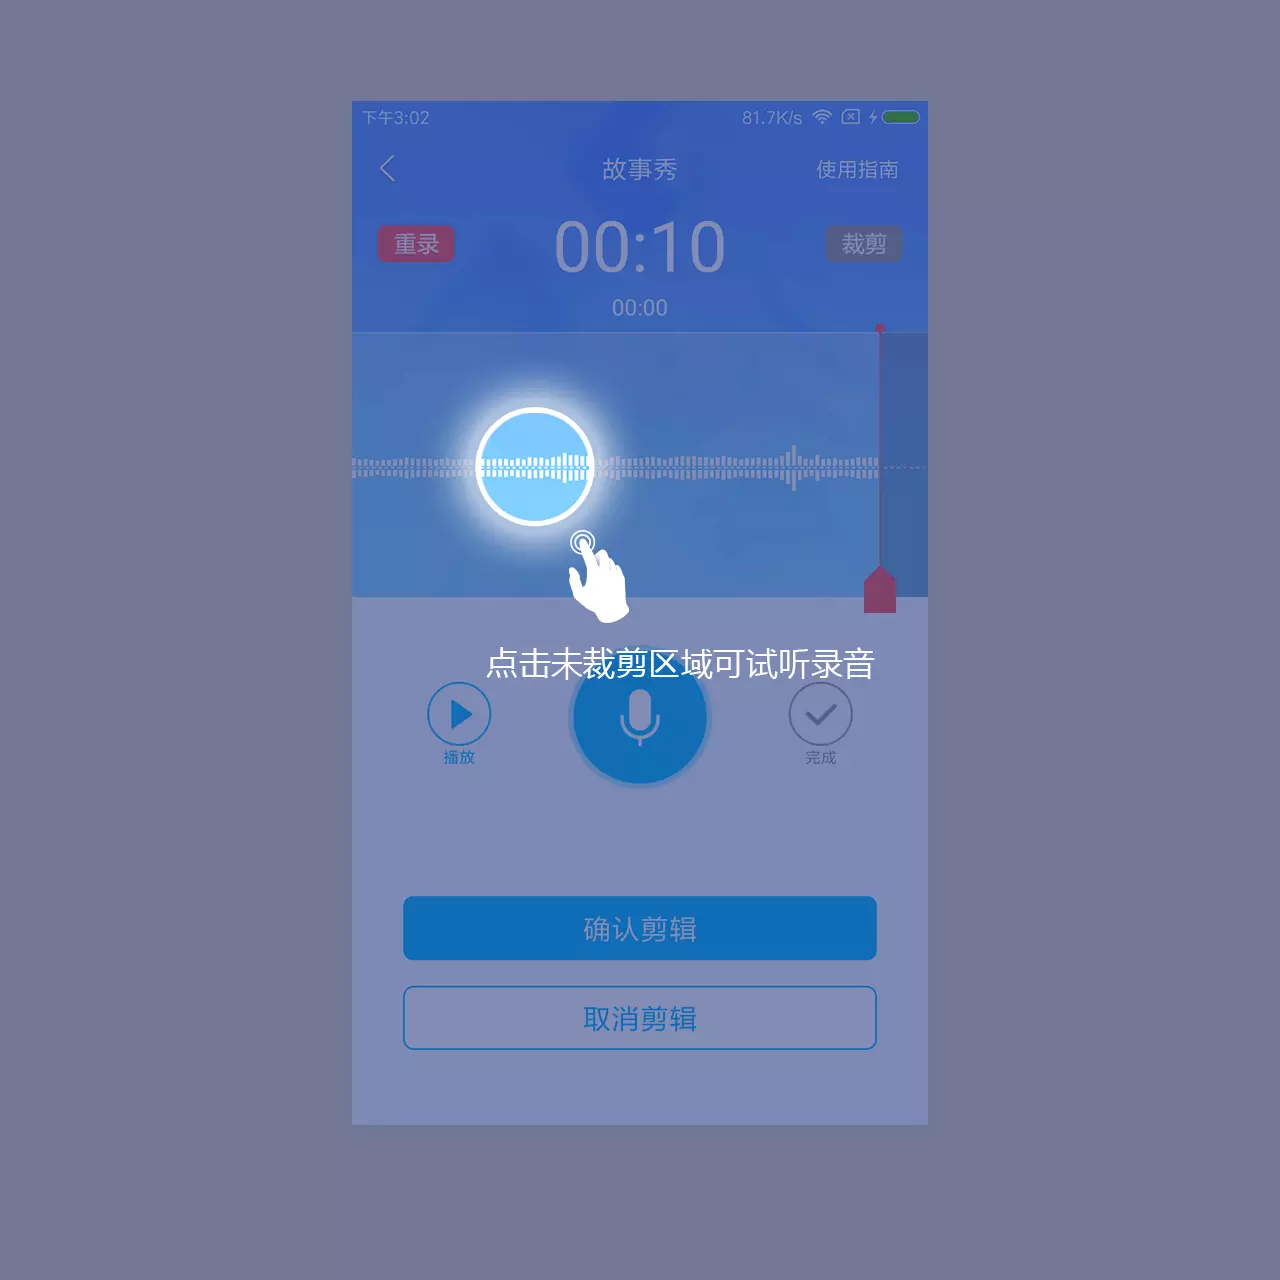 下午3:02 81.7K/s
故事秀 使用指南
重录 00:10 裁剪
00:00
点击未裁剪区域可试听录音
播放 完成
确认剪辑
取消剪辑